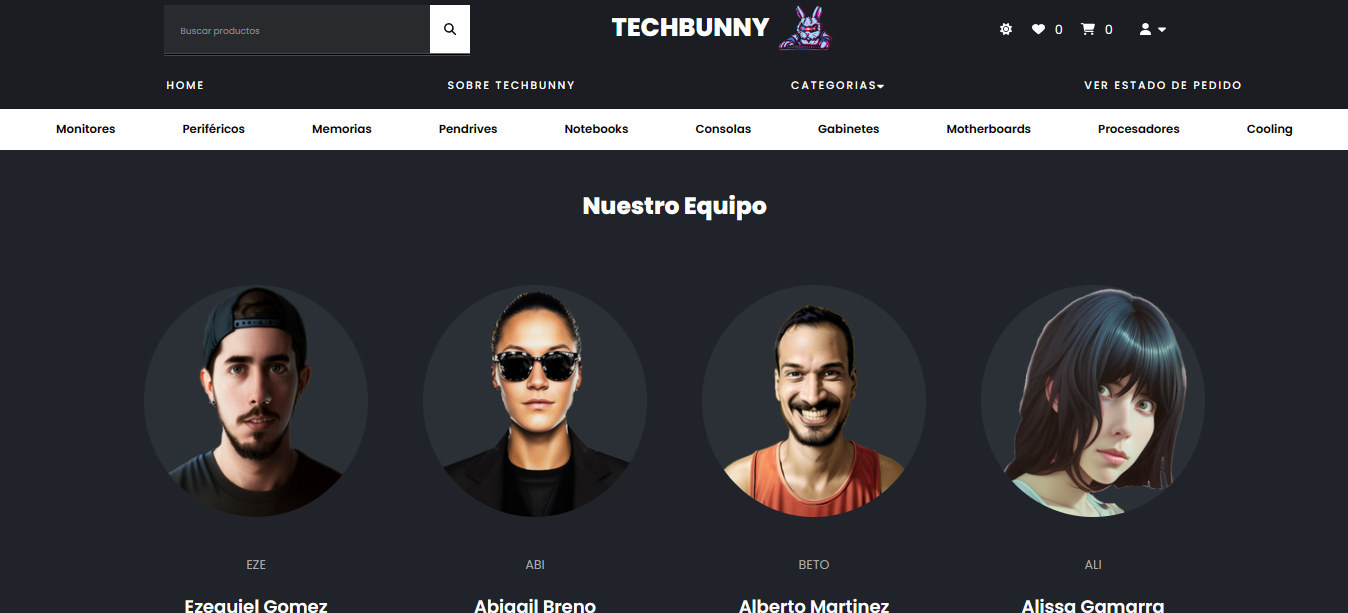 Buscar productos
TECHBUNNY
0
0
HOME
SOBRE TECHBUNNY
CATEGORIAS
VER ESTADO DE PEDIDO
Monitores
Periféricos
Memorias
Pendrives
Notebooks
Consolas
Gabinetes
Motherboards
Procesadores
Cooling
Nuestro Equipo
EZE
ABI
BETO
ALI
Ezequiel Gomez
Abigail Breno
Alberto Martinez
Alissa Gamarra